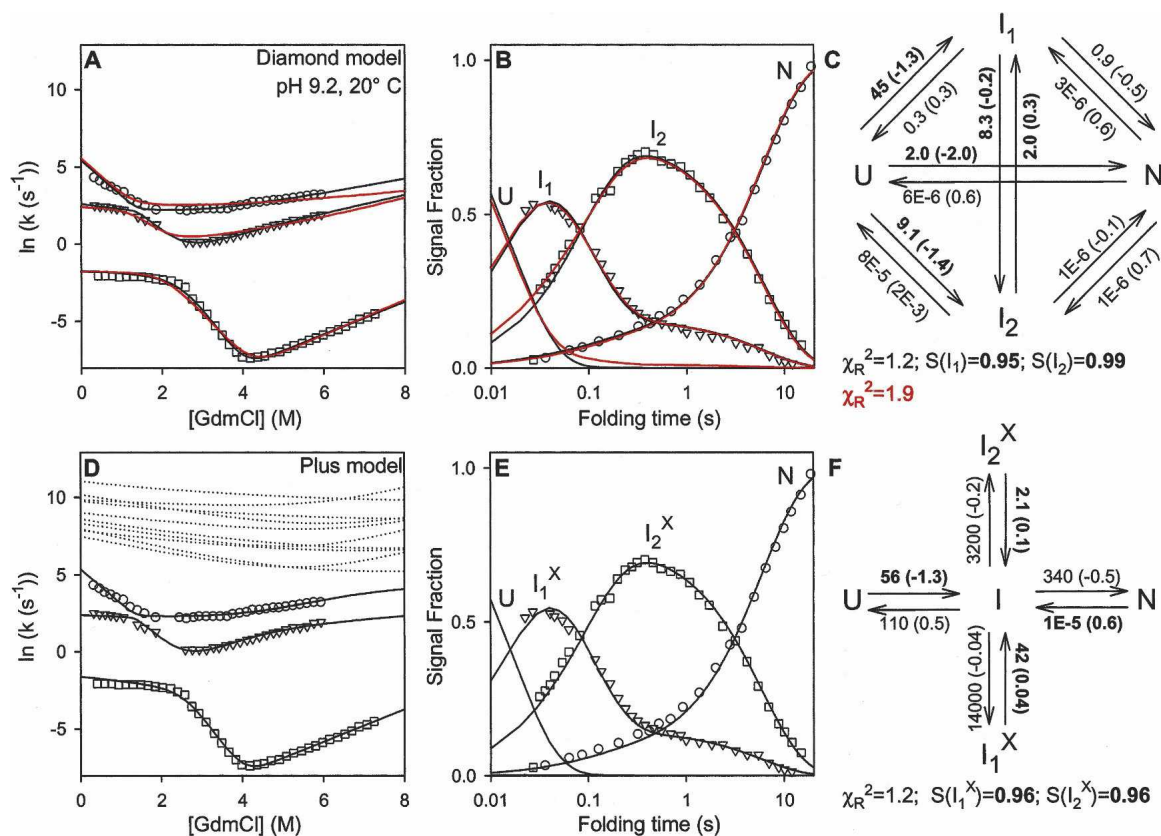 A
Diamond model
pH 9.2, 20° C
ln (k (s⁻¹))
10
5
0
-5
0 2 4 6 8
[GdmCl] (M)
B
Signal Fraction
1.0
0.5
0.0
U
I₁
I₂
N
0.01 0.1 1 10
Folding time (s)
C
I₁
45 (-1.3)
0.3 (0.3)
8.3 (-0.2)
2.0 (0.3)
0.9 (-0.5)
3E-6 (0.6)
U
2.0 (-2.0)
6E-6 (0.6)
N
9.1 (-1.4)
8E-5 (2E-3)
1E-6 (-0.1)
1E-6 (0.7)
I₂
χR²=1.2; S(I₁)=0.95; S(I₂)=0.99
χR²=1.9
D
Plus model
ln (k (s⁻¹))
10
5
0
-5
0 2 4 6 8
[GdmCl] (M)
E
Signal Fraction
1.0
0.5
0.0
U
I₁ˣ
I₂ˣ
N
0.01 0.1 1 10
Folding time (s)
F
I₂ˣ
3200 (-0.2)
2.1 (0.1)
U
56 (-1.3)
110 (0.5)
I
340 (-0.5)
1E-5 (0.6)
N
14000 (-0.04)
42 (0.04)
I₁ˣ
χR²=1.2; S(I₁ˣ)=0.96; S(I₂ˣ)=0.96